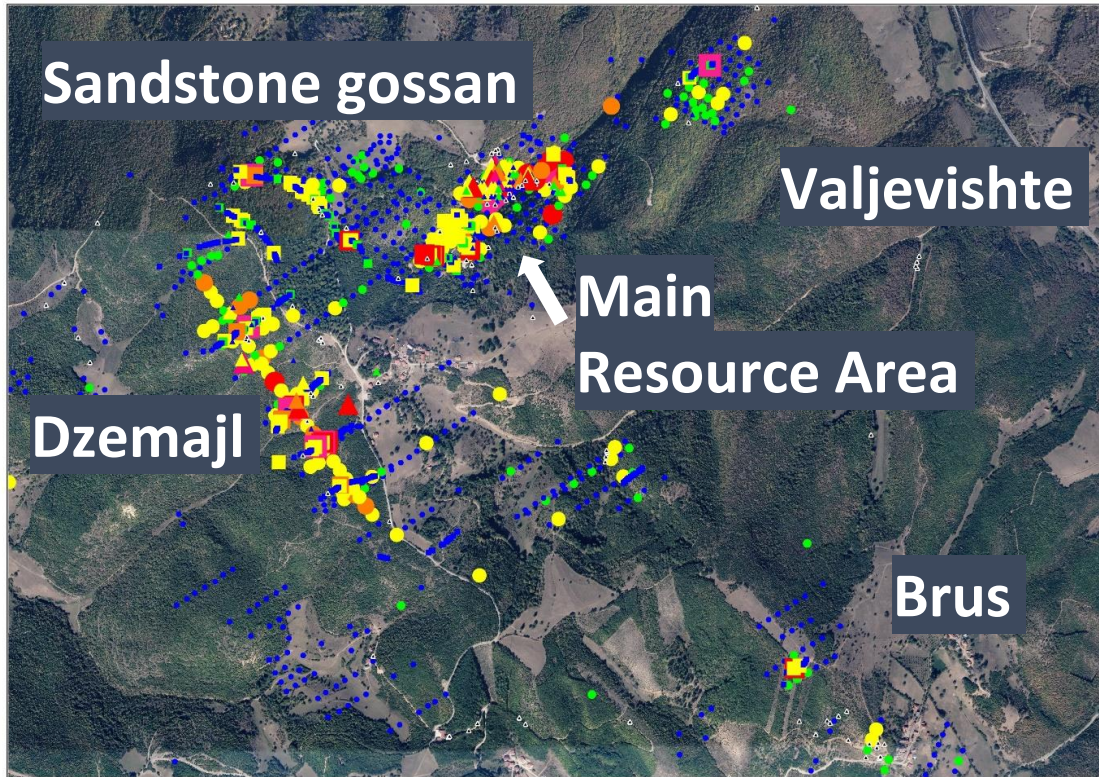 Sandstone gossan
Valjevishte
Main
Resource Area
Dzemajl
Brus